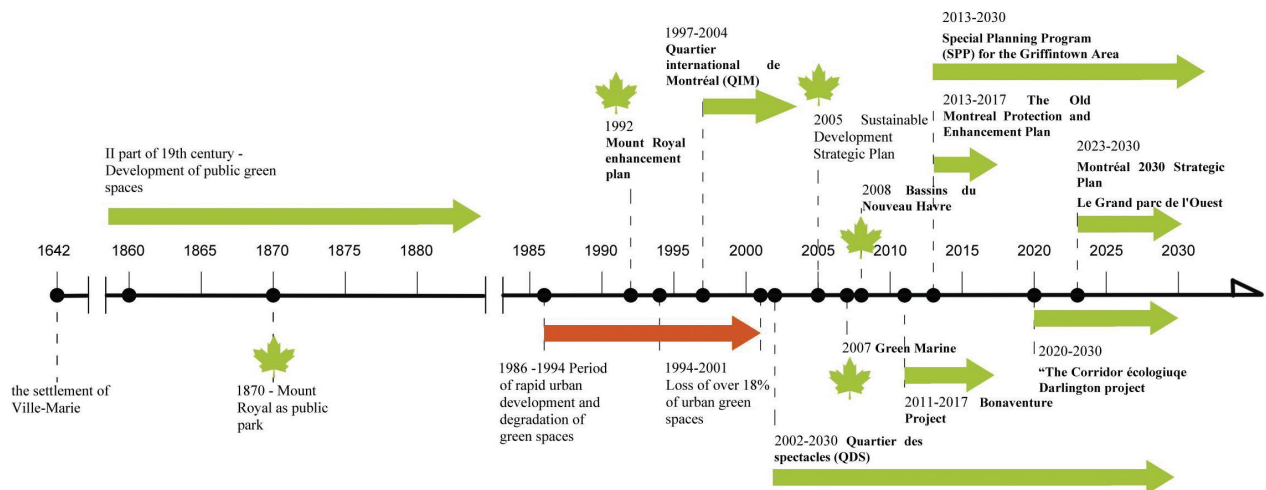 2013-2030
Special Planning Program
(SPP) for the Griffintown Area
1997-2004
Quartier
international de
Montréal (QIM)
2013-2017 The Old
Montreal Protection and
Enhancement Plan
1992
Mount Royal
enhancement
plan
2005 Sustainable
Development
Strategic Plan
2023-2030
Montréal 2030 Strategic
Plan
Le Grand parc de l'Ouest
II part of 19th century -
Development of public green
spaces
2008 Bassins du
Nouveau Havre
1642 1860 1865 1870 1875 1880 1985 1990 1995 2000 2005 2010 2015 2020 2025 2030
the settlement of
Ville-Marie
1870 - Mount
Royal as public
park
1986 -1994 Period
of rapid urban
development and
degradation of
green spaces
1994-2001
Loss of over 18%
of urban green
spaces
2007 Green Marine
2020-2030
“The Corridor écologiuqe
Darlington project
2011-2017 Bonaventure
Project
2002-2030 Quartier des
spectacles (QDS)